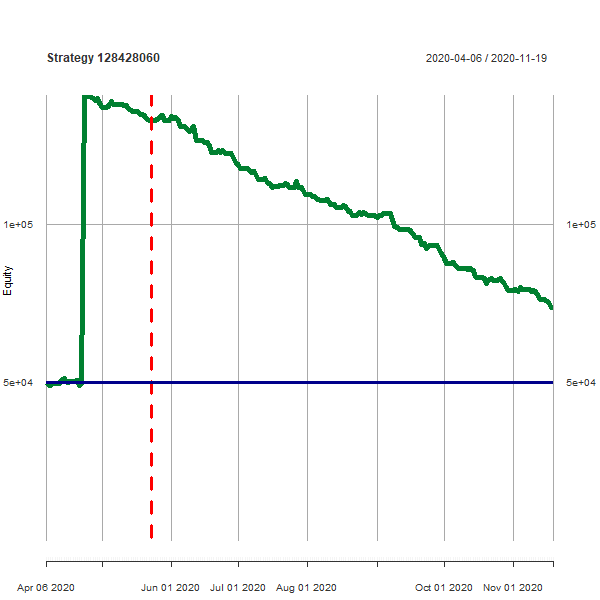 Strategy 128428060
2020-04-06 / 2020-11-19
1e+05
1e+05
Equity
5e+04
5e+04
Apr 06 2020
Jun 01 2020
Jul 01 2020
Aug 01 2020
Oct 01 2020
Nov 01 2020